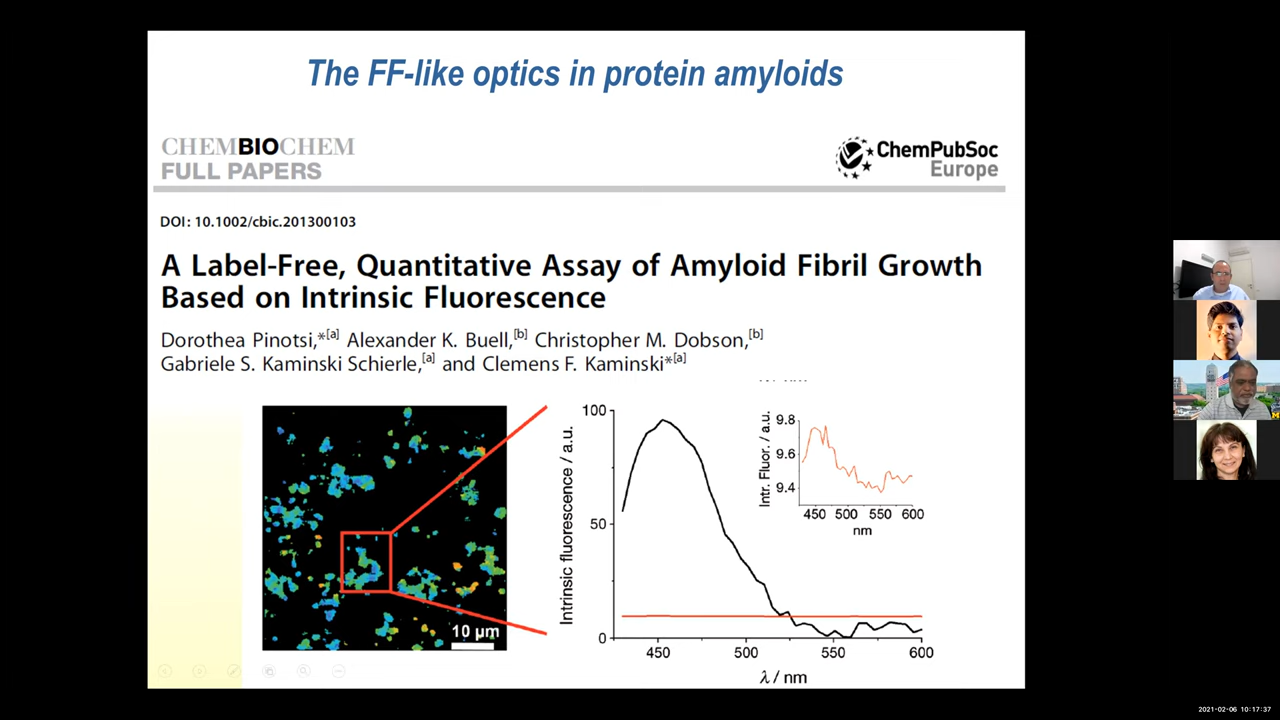 The FF-like optics in protein amyloids
CHEMBIOCHEM
FULL PAPERS
ChemPubSoc
Europe
DOI: 10.1002/cbic.201300103
A Label-Free, Quantitative Assay of Amyloid Fibril Growth
Based on Intrinsic Fluorescence
Dorothea Pinotsi,*[a] Alexander K. Buell,[b] Christopher M. Dobson,[b]
Gabriele S. Kaminski Schierle,[a] and Clemens F. Kaminski*[a]
10 µm
Intrinsic fluorescence / a.u.
100
50
0
450 500 550 600
λ / nm
Intr. Fluor. / a.u.
9.8
9.6
9.4
450 500 600
nm
M
2021-02-06 10:17:37